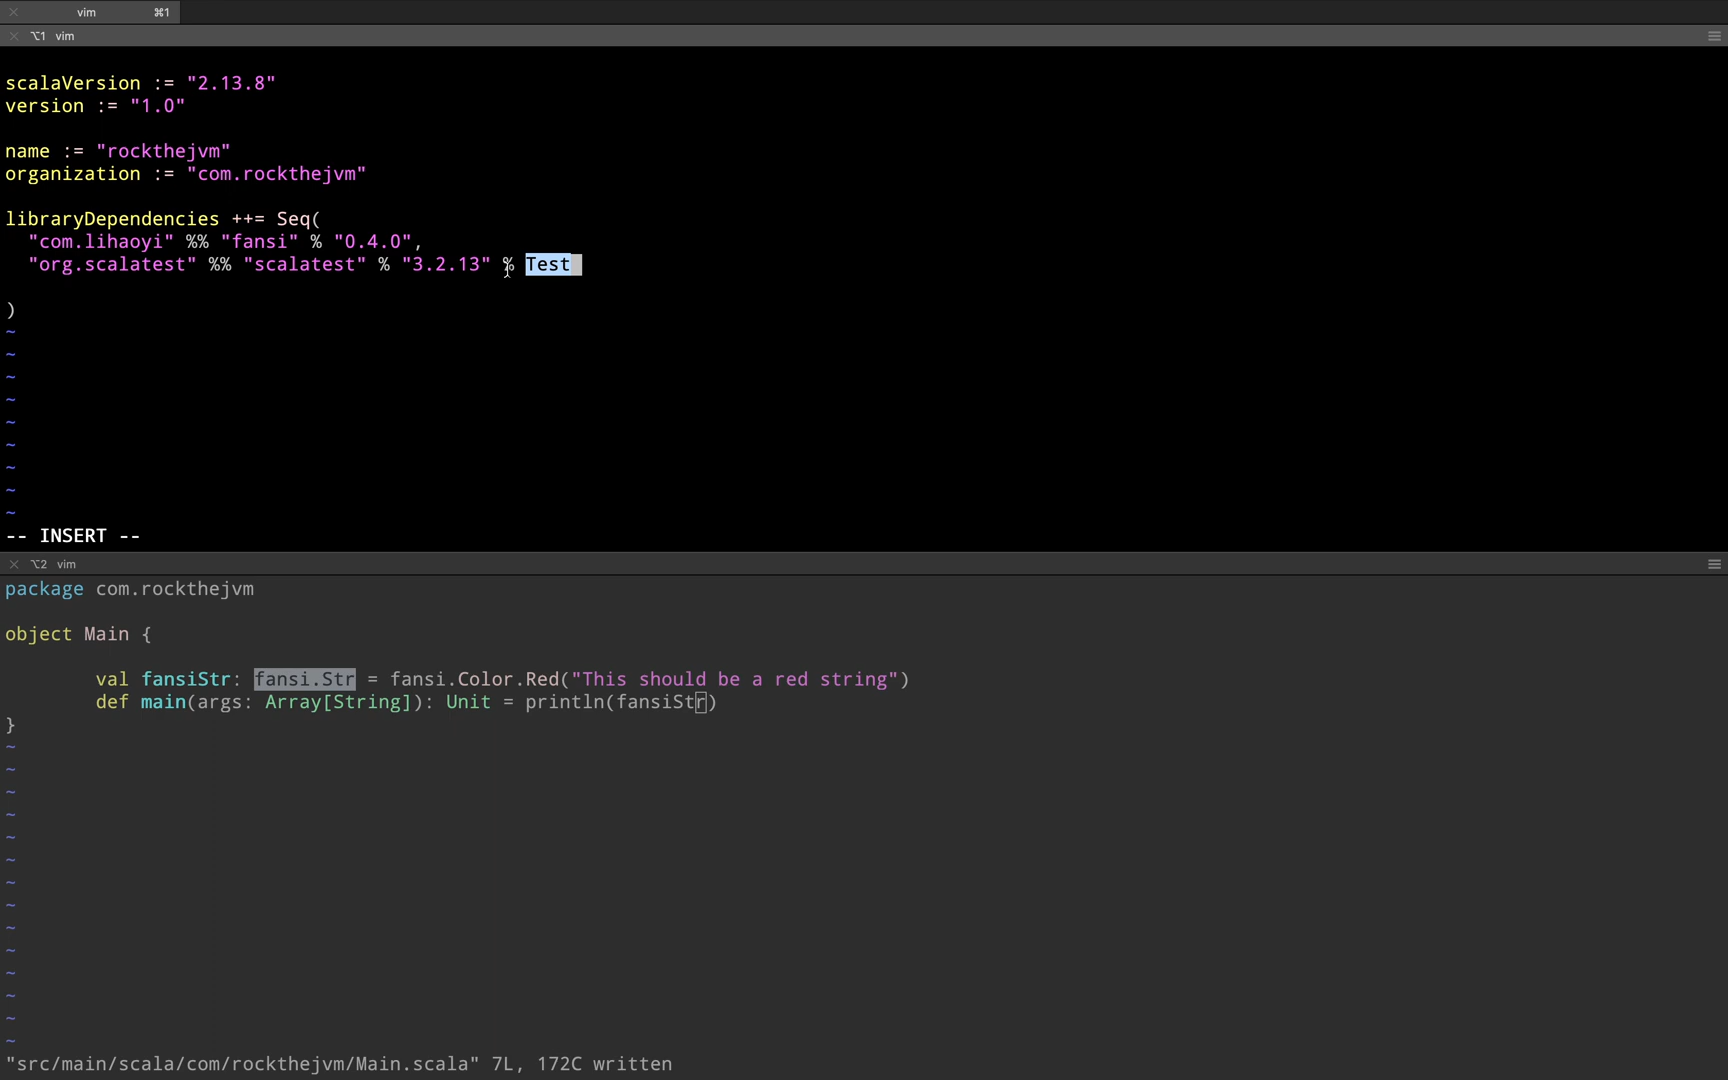 vim ⌘1
⌥1 vim
scalaVersion := "2.13.8"
version := "1.0"
name := "rockthejvm"
organization := "com.rockthejvm"
libraryDependencies ++= Seq(
  "com.lihaoyi" %% "fansi" % "0.4.0",
  "org.scalatest" %% "scalatest" % "3.2.13" % Test
)
~
~
~
~
~
~
~
~
~
-- INSERT --
⌥2 vim
package com.rockthejvm
object Main {
        val fansiStr: fansi.Str = fansi.Color.Red("This should be a red string")
        def main(args: Array[String]): Unit = println(fansiStr)
}
~
~
~
~
~
~
~
~
~
~
~
~
~
~
"src/main/scala/com/rockthejvm/Main.scala" 7L, 172C written